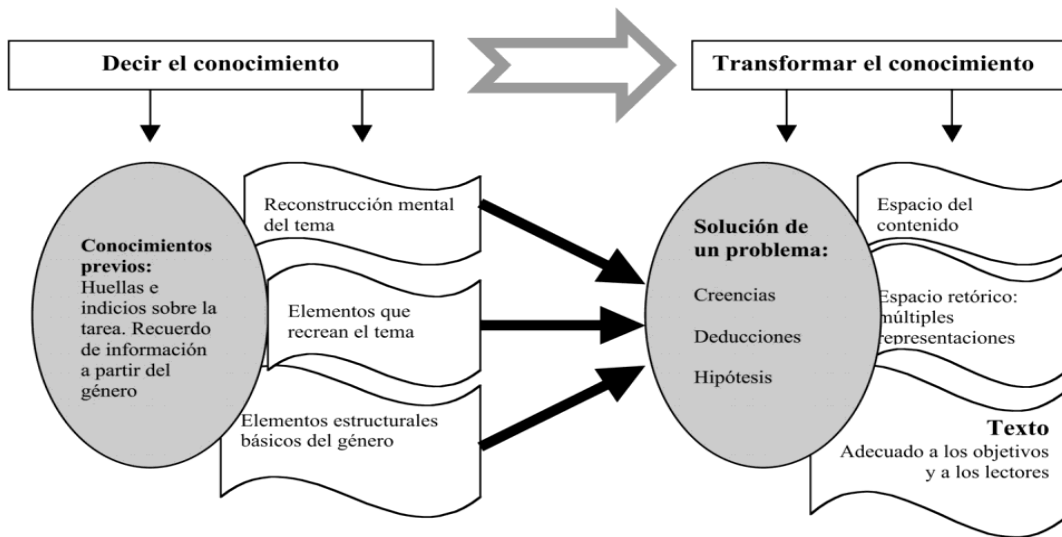 Decir el conocimiento
Transformar el conocimiento
Conocimientos
previos:
Huellas e
indicios sobre la
tarea. Recuerdo
de información
a partir del
género
Reconstrucción mental
del tema
Elementos que
recrean el tema
Elementos estructurales
básicos del género
Solución de
un problema:
Creencias
Deducciones
Hipótesis
Espacio del
contenido
Espacio retórico:
múltiples
representaciones
Texto
Adecuado a los objetivos
y a los lectores